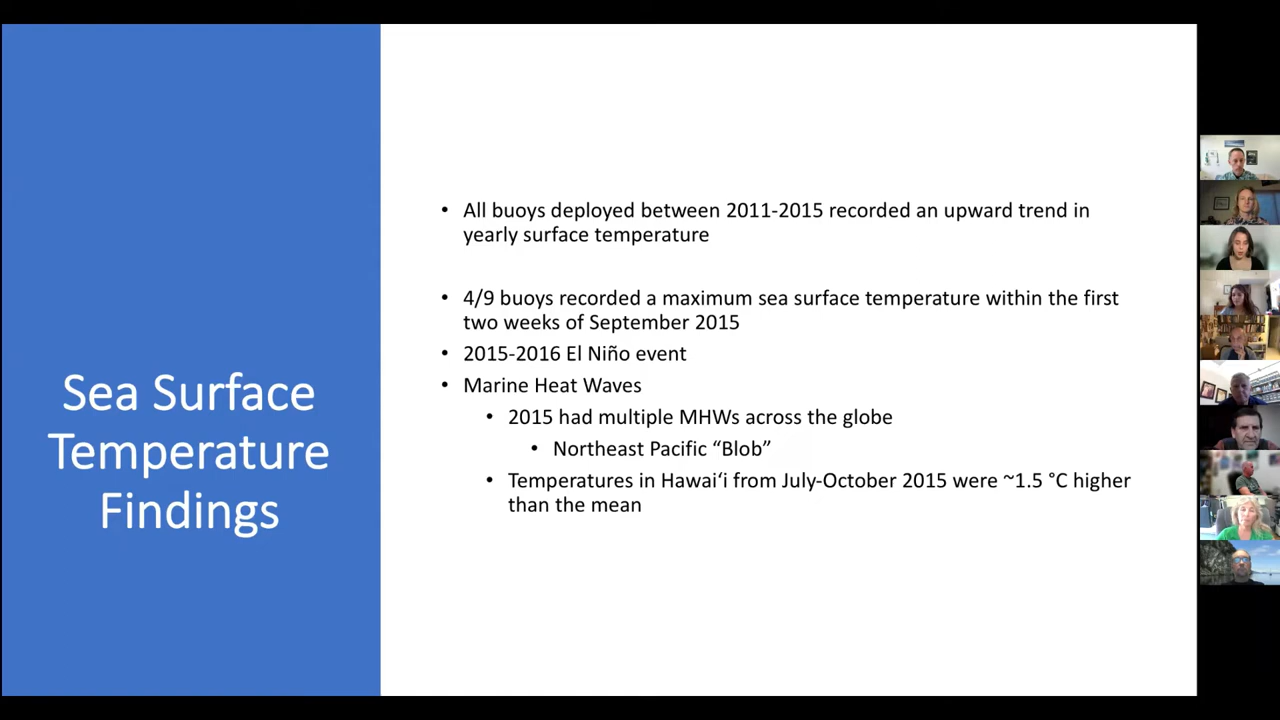 Sea Surface
Temperature
Findings
• All buoys deployed between 2011-2015 recorded an upward trend in
yearly surface temperature
• 4/9 buoys recorded a maximum sea surface temperature within the first
two weeks of September 2015
• 2015-2016 El Niño event
• Marine Heat Waves
• 2015 had multiple MHWs across the globe
• Northeast Pacific “Blob”
• Temperatures in Hawaiʻi from July-October 2015 were ~1.5 °C higher
than the mean